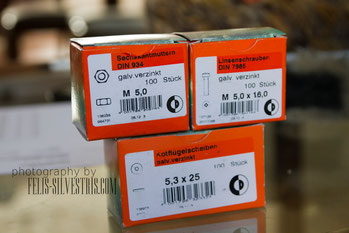 Sechskantmuttern
DIN 934
galv. verzinkt
100 Stück
M 5,0
Linsenschrauben
DIN 7985
galv. verzinkt
100 Stück
M 5,0 x 16,0
Kotflügelscheiben
galv. verzinkt
100 Stück
5,3 x 25
photography by
FELIS-SILVESTRIS.COM